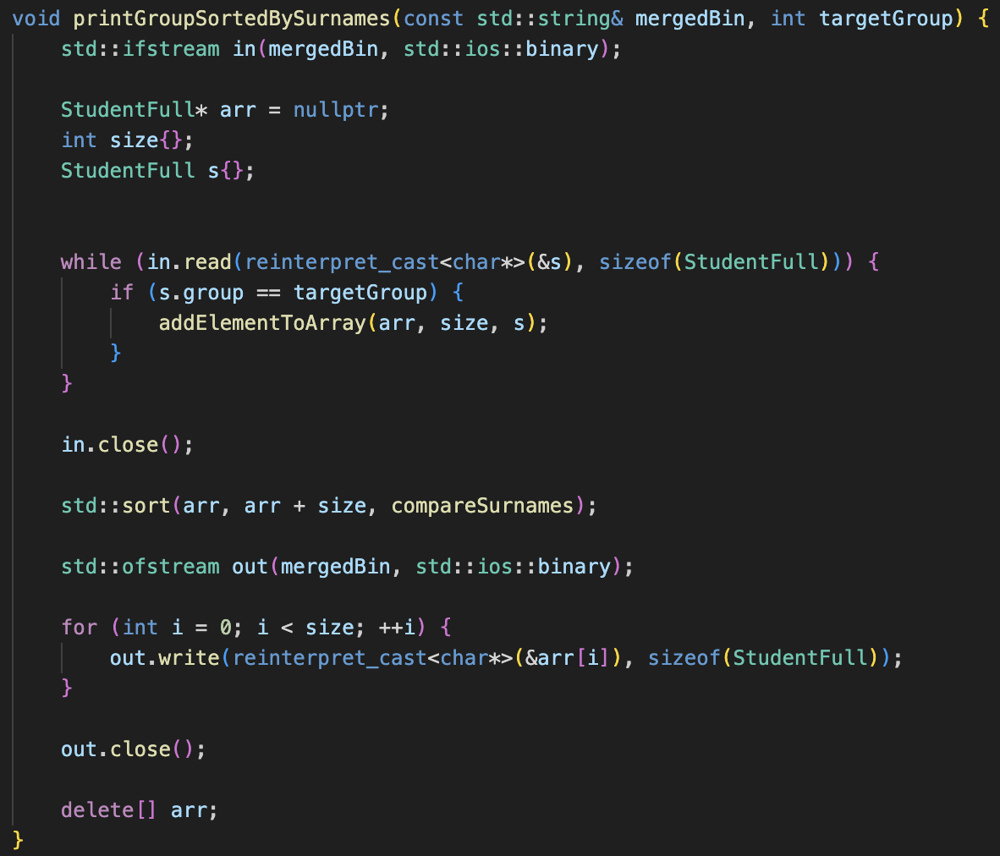 void printGroupSortedBySurnames(const std::string& mergedBin, int targetGroup) {
    std::ifstream in(mergedBin, std::ios::binary);
    StudentFull* arr = nullptr;
    int size{};
    StudentFull s{};
    while (in.read(reinterpret_cast<char*>(&s), sizeof(StudentFull))) {
        if (s.group == targetGroup) {
            addElementToArray(arr, size, s);
        }
    }
    in.close();
    std::sort(arr, arr + size, compareSurnames);
    std::ofstream out(mergedBin, std::ios::binary);
    for (int i = 0; i < size; ++i) {
        out.write(reinterpret_cast<char*>(&arr[i]), sizeof(StudentFull));
    }
    out.close();
    delete[] arr;
}